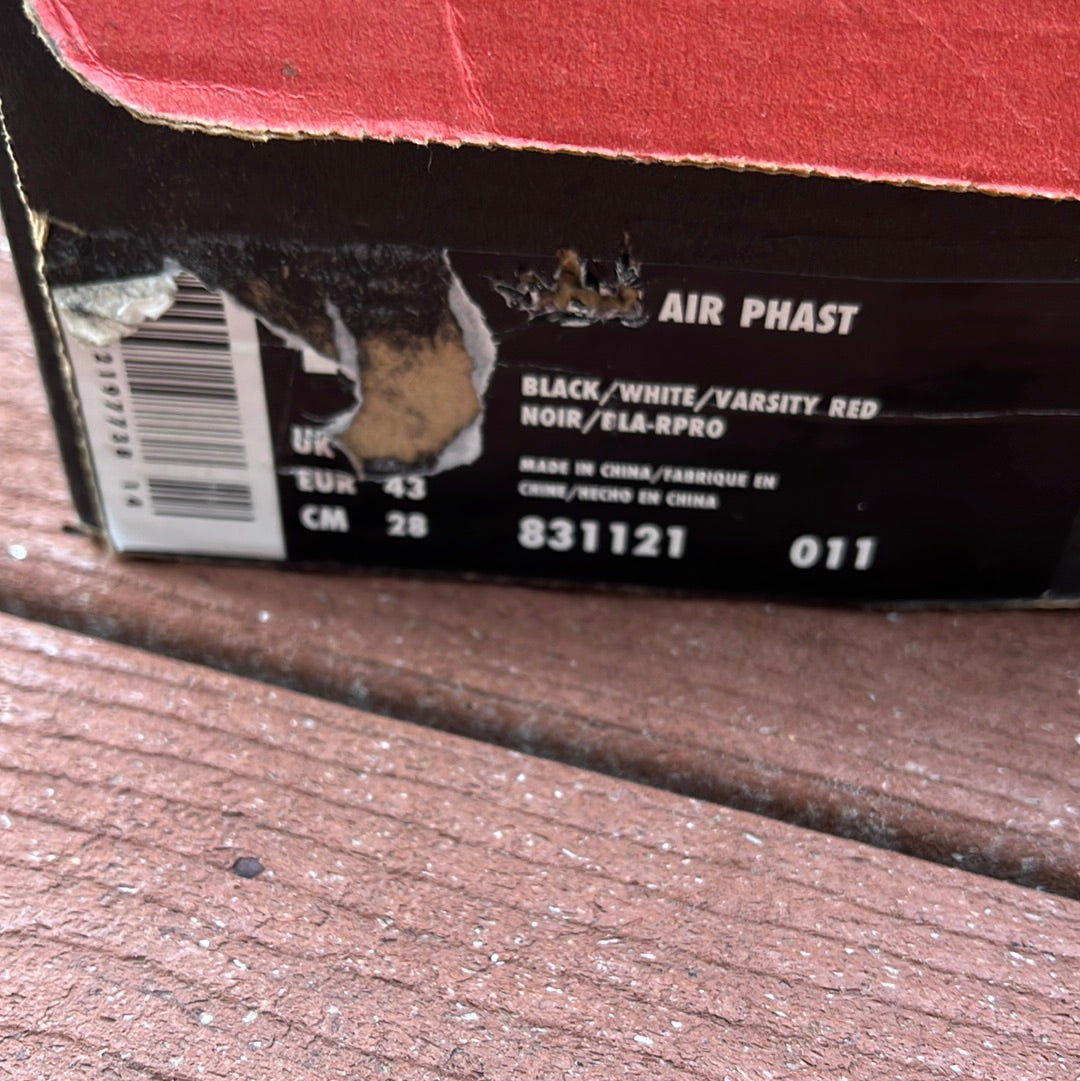 AIR PHAST
BLACK/WHITE/VARSITY RED
NOIR/BLA-RPRO
MADE IN CHINA/FABRIQUE EN
CHINE/HECHO EN CHINA
831121 011
UK
EUR 43
CM 28